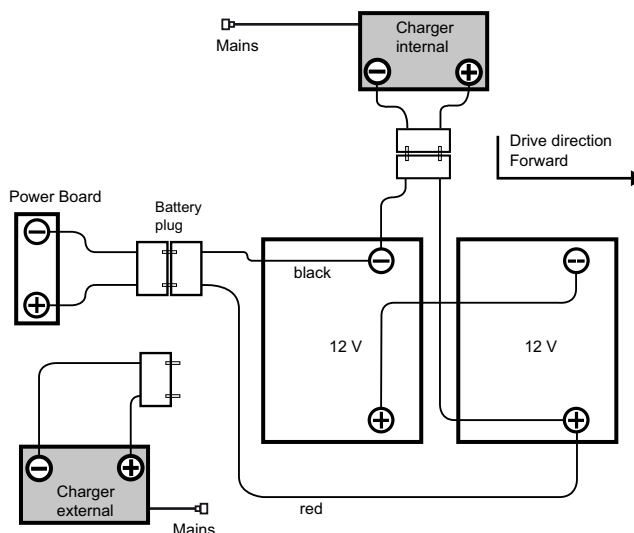 Charger
internal
Mains
Drive direction
Forward
Power Board
Battery
plug
black
12 V
12 V
Charger
external
red
Mains